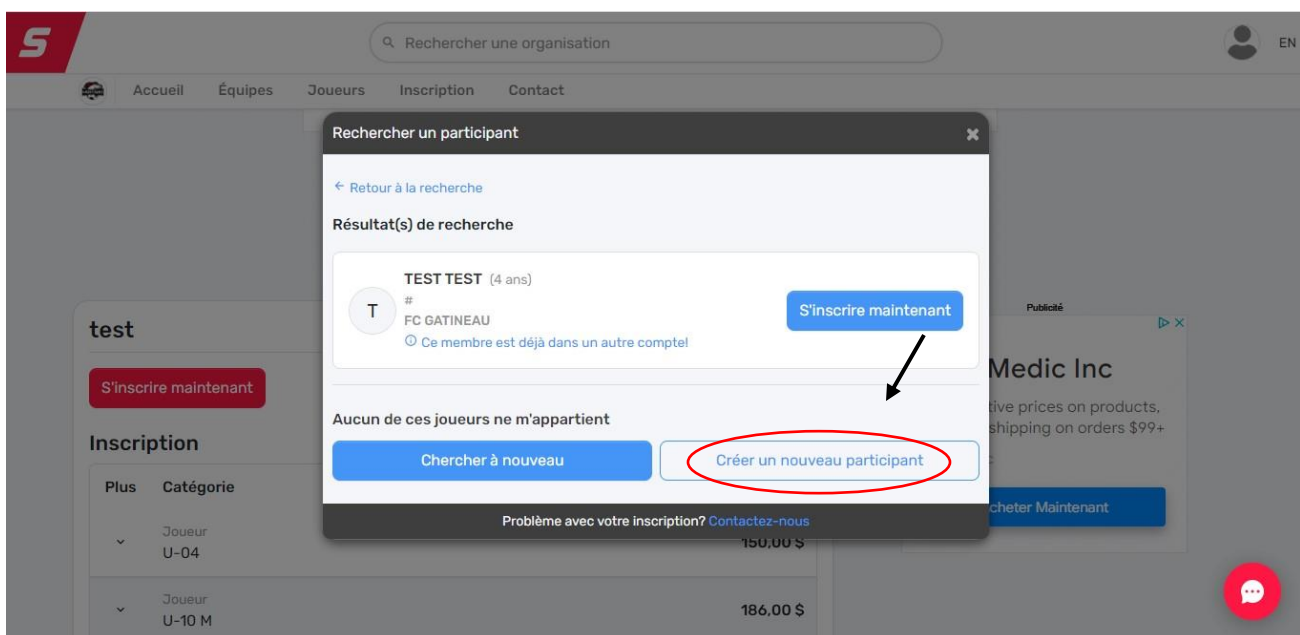 S
Rechercher une organisation
EN
Accueil Équipes Joueurs Inscription Contact
Rechercher un participant
← Retour à la recherche
Résultat(s) de recherche
TEST TEST (4 ans)
T
#
FC GATINEAU
Ce membre est déjà dans un autre compte!
S'inscrire maintenant
Aucun de ces joueurs ne m'appartient
Chercher à nouveau
Créer un nouveau participant
Problème avec votre inscription? Contactez-nous
test
S'inscrire maintenant
Inscription
Plus Catégorie
Joueur
U-04
150,00 $
Joueur
U-10 M
186,00 $
Publicité
Medic Inc
tive prices on products,
shipping on orders $99+
cheter Maintenant